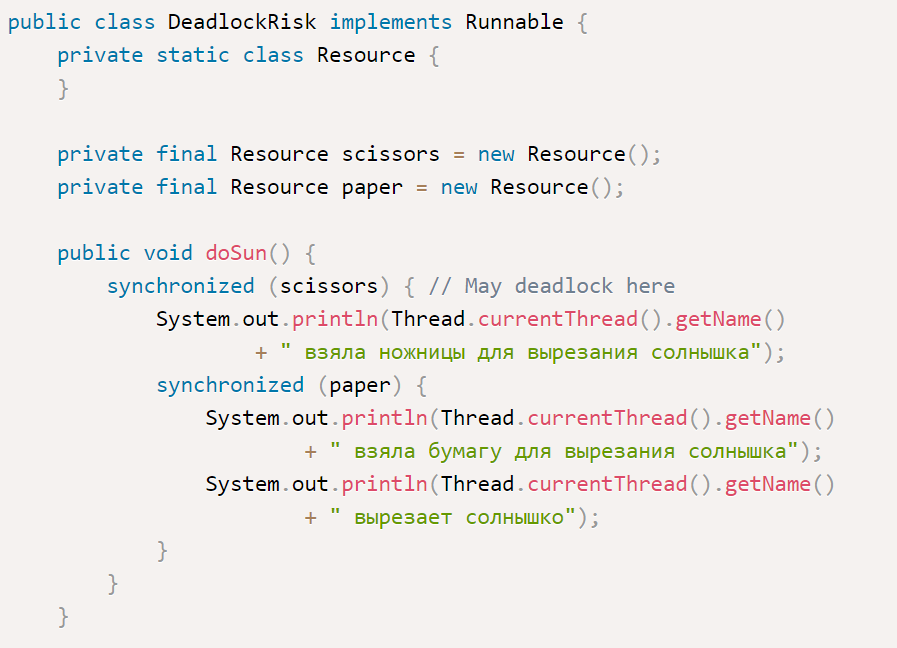 public class DeadlockRisk implements Runnable {
    private static class Resource {
    }

    private final Resource scissors = new Resource();
    private final Resource paper = new Resource();

    public void doSun() {
        synchronized (scissors) { // May deadlock here
            System.out.println(Thread.currentThread().getName()
                    + " взяла ножницы для вырезания солнышка");
            synchronized (paper) {
                System.out.println(Thread.currentThread().getName()
                        + " взяла бумагу для вырезания солнышка");
                System.out.println(Thread.currentThread().getName()
                        + " вырезает солнышко");
            }
        }
    }